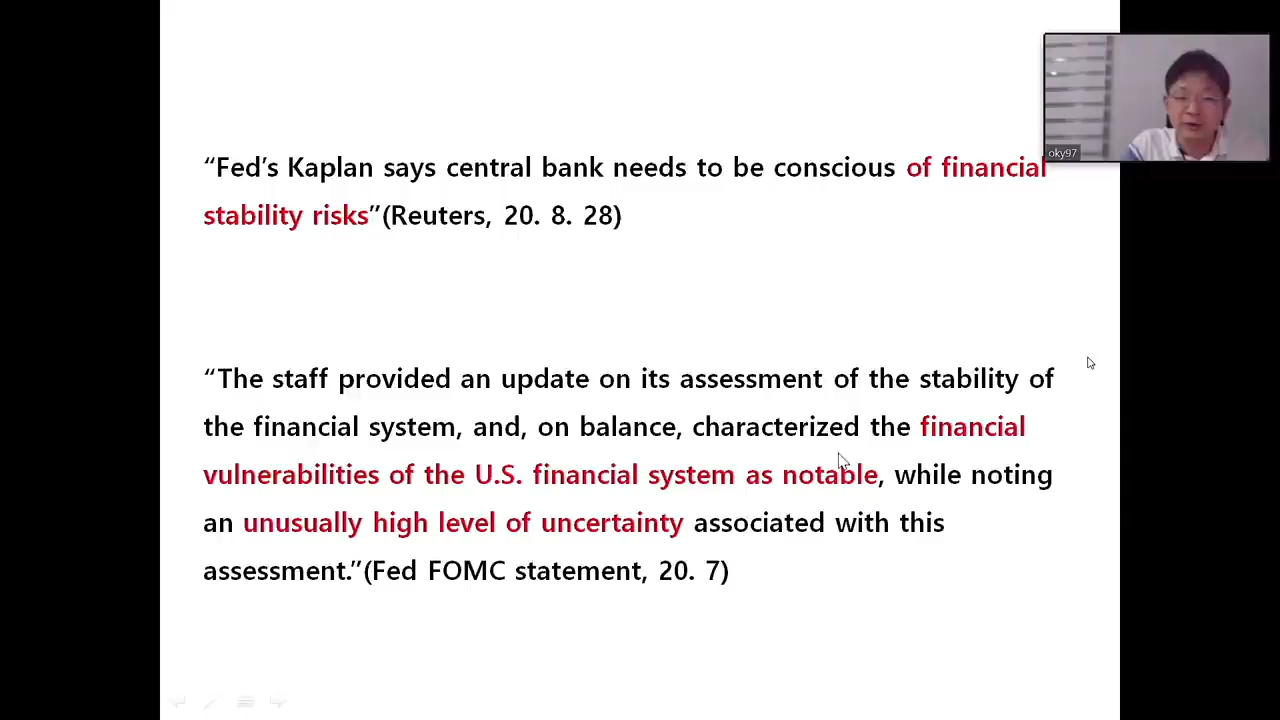 “Fed’s Kaplan says central bank needs to be conscious of financial
stability risks”(Reuters, 20. 8. 28)
oky97
“The staff provided an update on its assessment of the stability of
the financial system, and, on balance, characterized the financial
vulnerabilities of the U.S. financial system as notable, while noting
an unusually high level of uncertainty associated with this
assessment.”(Fed FOMC statement, 20. 7)